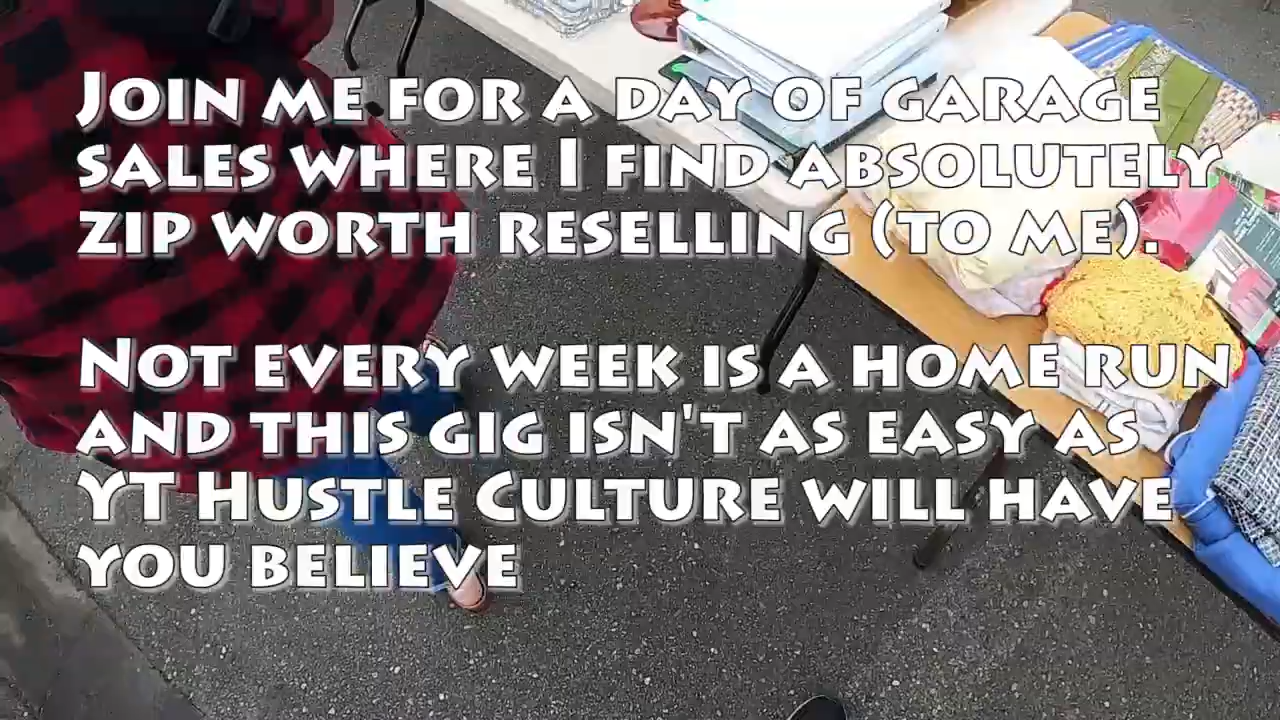 Join me for a day of garage
sales where I find absolutely
zip worth reselling (to me).
Not every week is a home run
and this gig isn't as easy as
YT Hustle Culture will have
you believe